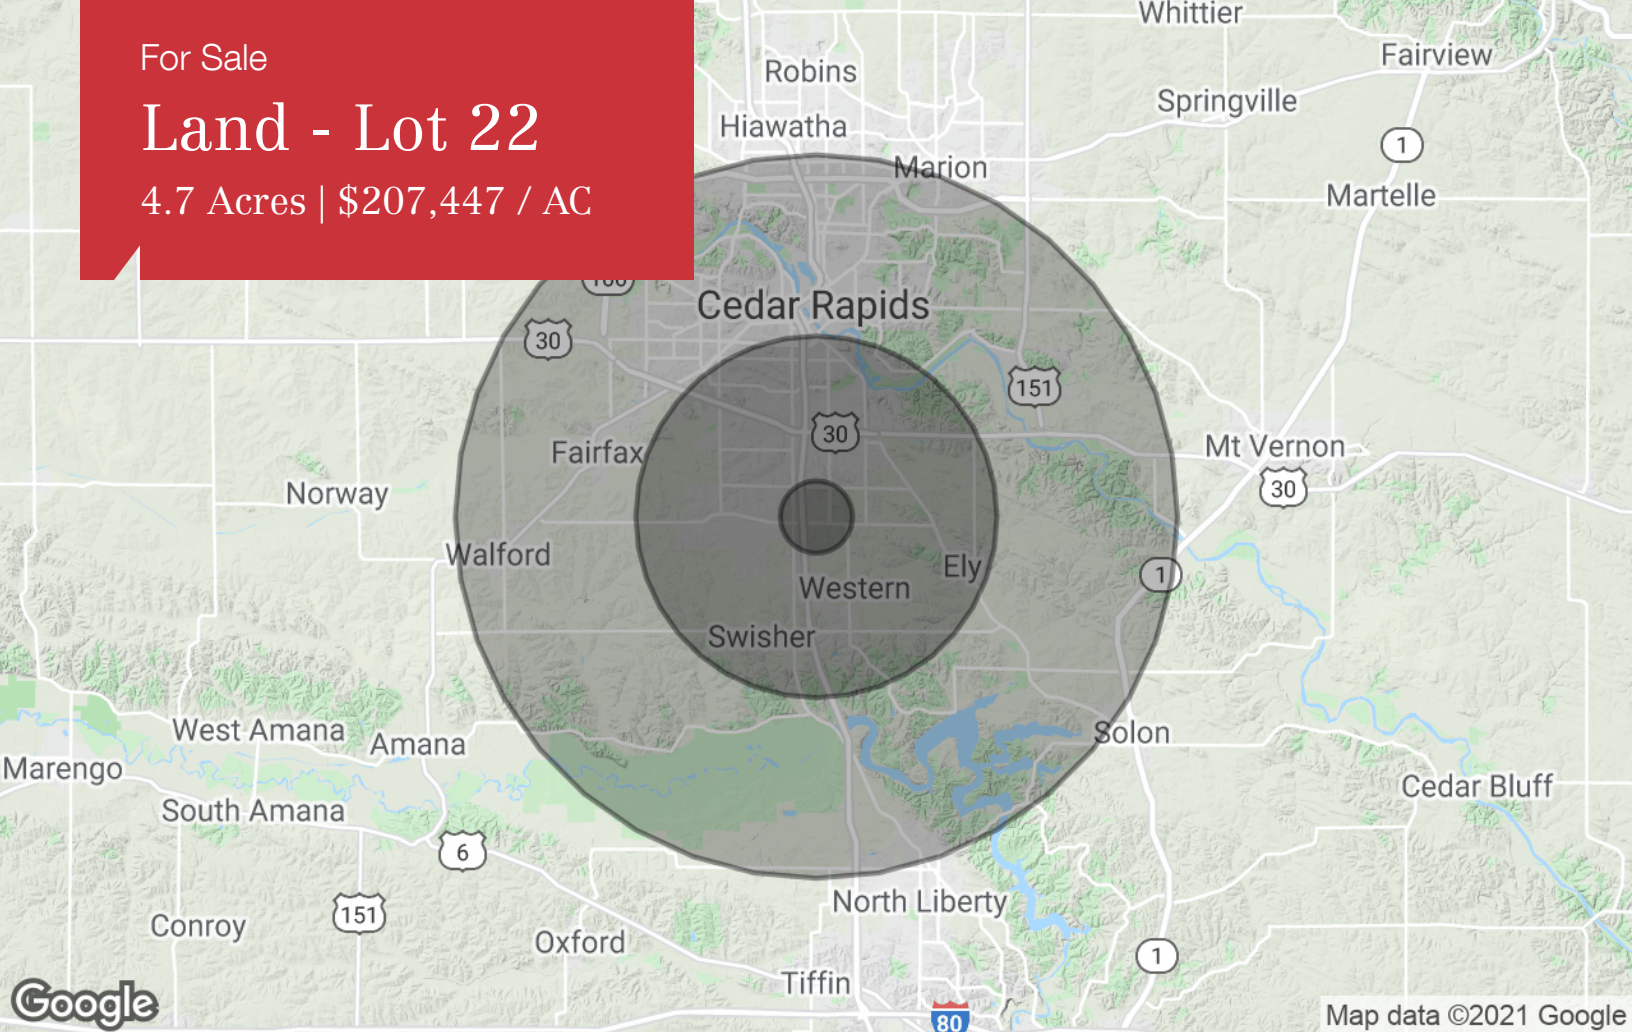 For Sale
Land - Lot 22
4.7 Acres | $207,447 / AC
Whittier
Fairview
Robins
Springville
Hiawatha
1
Marion
Martelle
Cedar Rapids
30
151
30
Fairfax
Mt Vernon
30
Norway
Walford
Ely
1
Western
Swisher
West Amana
Amana
Solon
Marengo
Cedar Bluff
South Amana
6
North Liberty
151
Conroy
Oxford
1
Tiffin
Google
80
Map data ©2021 Google